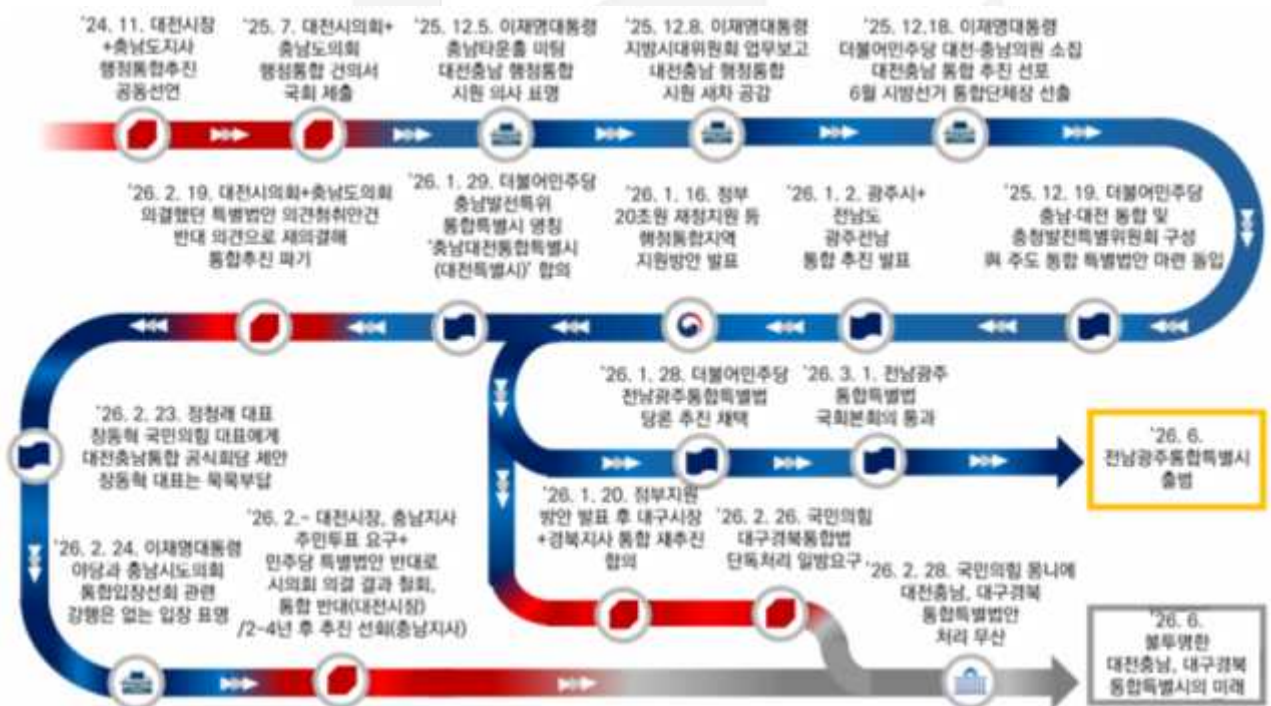 '24. 11. 대전시장
+충남도지사
행정통합추진
공동선언
'25. 7. 대전시의회+
충남도의회
행정통합 건의서
국회 제출
'25. 12.5. 이재명대통령
충남타운홀 미팅
대전충남 행정통합
지원 의사 표명
'25. 12.8. 이재명대통령
지방시대위원회 업무보고
대전충남 행정통합
지원 재차 공감
'25. 12.18. 이재명대통령
더불어민주당 대전·충남의원 소집
대전충남 통합 추진 선포
6월 지방선거 통합단체장 선출
'26. 2. 19. 대전시의회+충남도의회
의결했던 특별법안 의견청취안건
반대 의견으로 재의결해
통합추진 파기
'26. 1. 29. 더불어민주당
충남발전특위
통합특별시 명칭
'충남대전통합특별시
(대전특별시)' 합의
'26. 1. 16. 정부
20조원 재정지원 등
행정통합지역
지원방안 발표
'26. 1. 2. 광주시+
전남도
광주전남
통합 추진 발표
'25. 12. 19. 더불어민주당
충남·대전 통합 및
충청발전특별위원회 구성
與 주도 통합 특별법안 마련 돌입
'26. 1. 28. 더불어민주당
전남광주통합특별법
당론 추진 채택
'26. 3. 1. 전남광주
통합특별법
국회본회의 통과
'26. 6.
전남광주통합특별시
출범
'26. 2. 23. 정청래 대표
장동혁 국민의힘 대표에게
대전충남통합 공식회담 제안
장동혁 대표는 묵묵부답
'26. 1. 20. 정부지원
방안 발표 후 대구시장
+경북지사 통합 재추진
합의
'26. 2. 26. 국민의힘
대구경북통합법
단독처리 일방요구
'26. 2. 24. 이재명대통령
야당과 충남시도의회
통합입장선회 관련
강행은 없는 입장 표명
'26. 2.~ 대전시장, 충남지사
주민투표 요구+
민주당 특별법안 반대로
시의회 의결 결과 철회,
통합 반대(대전시장)
/2-4년 후 추진 선회(충남지사)
'26. 2. 28. 국민의힘 몽니에
대전충남, 대구경북
통합특별법안
처리 무산
'26. 6.
불투명한
대전충남, 대구경북
통합특별시의 미래